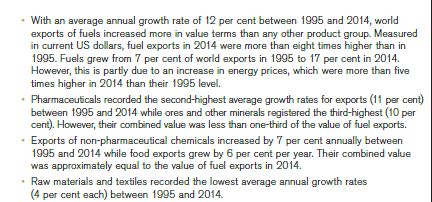 • With an average annual growth rate of 12 per cent between 1995 and 2014, world
exports of fuels increased more in value terms than any other product group. Measured
in current US dollars, fuel exports in 2014 were more than eight times higher than in
1995. Fuels grew from 7 per cent of world exports in 1995 to 17 per cent in 2014.
However, this is partly due to an increase in energy prices, which were more than five
times higher in 2014 than their 1995 level.
• Pharmaceuticals recorded the second-highest average growth rates for exports (11 per cent)
between 1995 and 2014 while ores and other minerals registered the third-highest (10 per
cent). However, their combined value was less than one-third of the value of fuel exports.
• Exports of non-pharmaceutical chemicals increased by 7 per cent annually between
1995 and 2014 while food exports grew by 6 per cent per year. Their combined value
was approximately equal to the value of fuel exports in 2014.
• Raw materials and textiles recorded the lowest average annual growth rates
(4 per cent each) between 1995 and 2014.